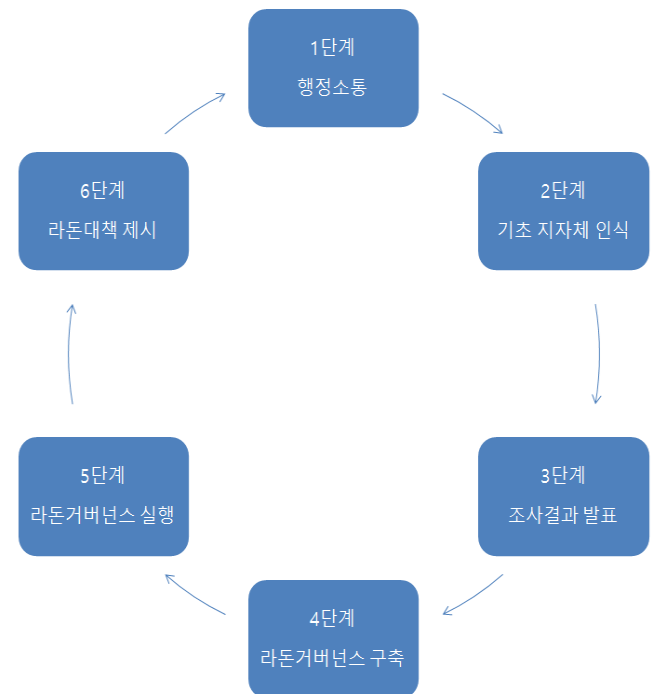 1단계
행정소통
2단계
기초 지자체 인식
3단계
조사결과 발표
4단계
라돈거버넌스 구축
5단계
라돈거버넌스 실행
6단계
라돈대책 제시